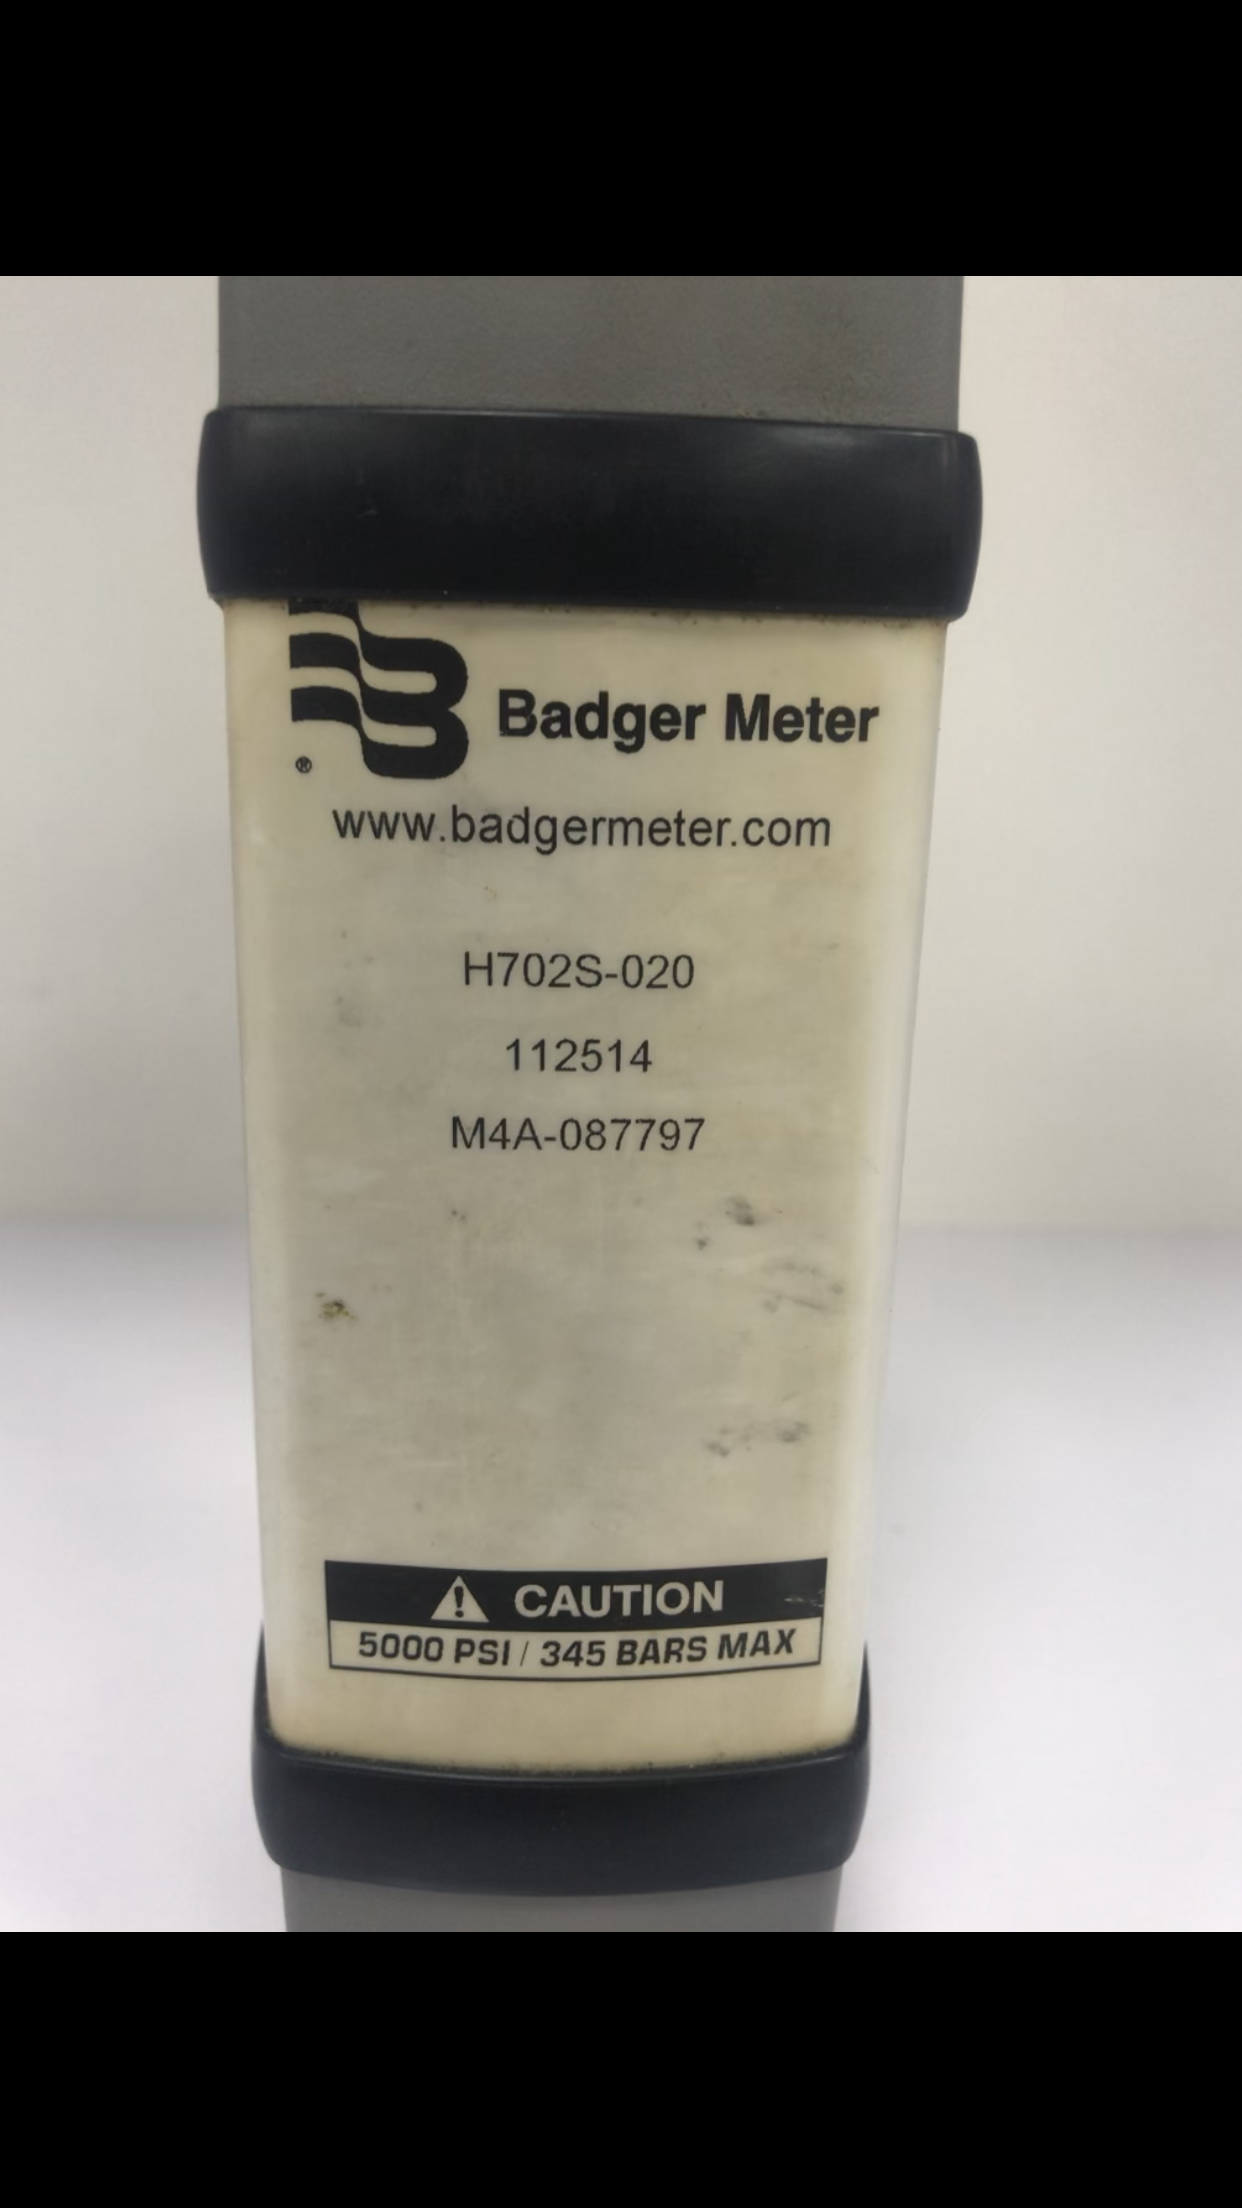 Badger Meter
®
www.badgermeter.com
H702S-020
112514
M4A-087797
CAUTION
5000 PSI / 345 BARS MAX